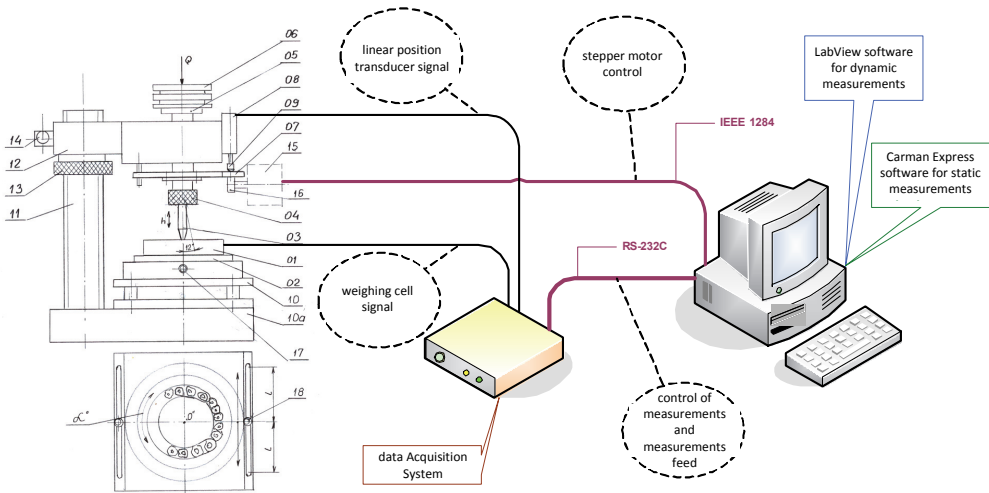 06
05
Q
08
09
07
15
14
12
13
11
16
04
h
03
12°
01
02
10
10a
17
18
α°
0°
L
L
linear position
transducer signal
stepper motor
control
LabView software
for dynamic
measurements
IEEE 1284
Carman Express
software for static
measurements
RS-232C
weighing cell
signal
control of
measurements
and
measurements
feed
data Acquisition
System